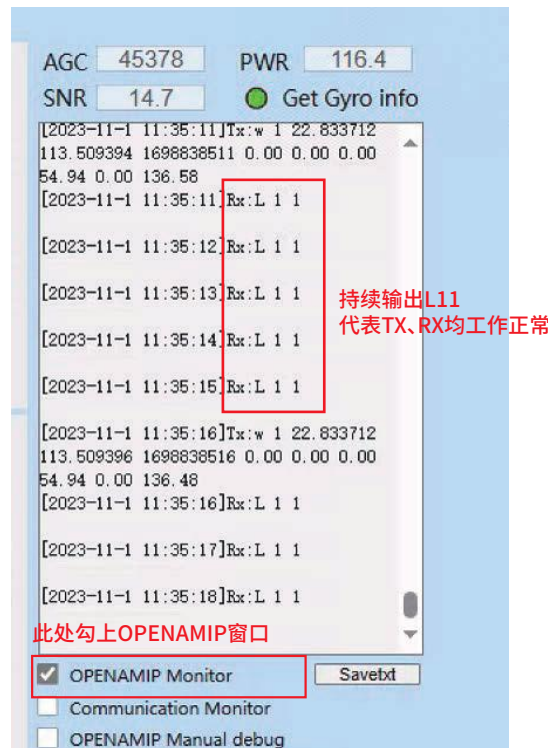 AGC 45378 PWR 116.4
SNR 14.7 Get Gyro info
[2023-11-1 11:35:11]Tx:w 1 22.833712
113.509394 1698838511 0.00 0.00 0.00
54.94 0.00 136.58
[2023-11-1 11:35:11]Rx:L 1 1
[2023-11-1 11:35:12]Rx:L 1 1
[2023-11-1 11:35:13]Rx:L 1 1
持续输出L11
代表TX、RX均工作正常
[2023-11-1 11:35:14]Rx:L 1 1
[2023-11-1 11:35:15]Rx:L 1 1
[2023-11-1 11:35:16]Tx:w 1 22.833712
113.509396 1698838516 0.00 0.00 0.00
54.94 0.00 136.48
[2023-11-1 11:35:16]Rx:L 1 1
[2023-11-1 11:35:17]Rx:L 1 1
[2023-11-1 11:35:18]Rx:L 1 1
此处勾上OPENAMIP窗口
OPENAMIP Monitor Savetxt
Communication Monitor
OPENAMIP Manual debug